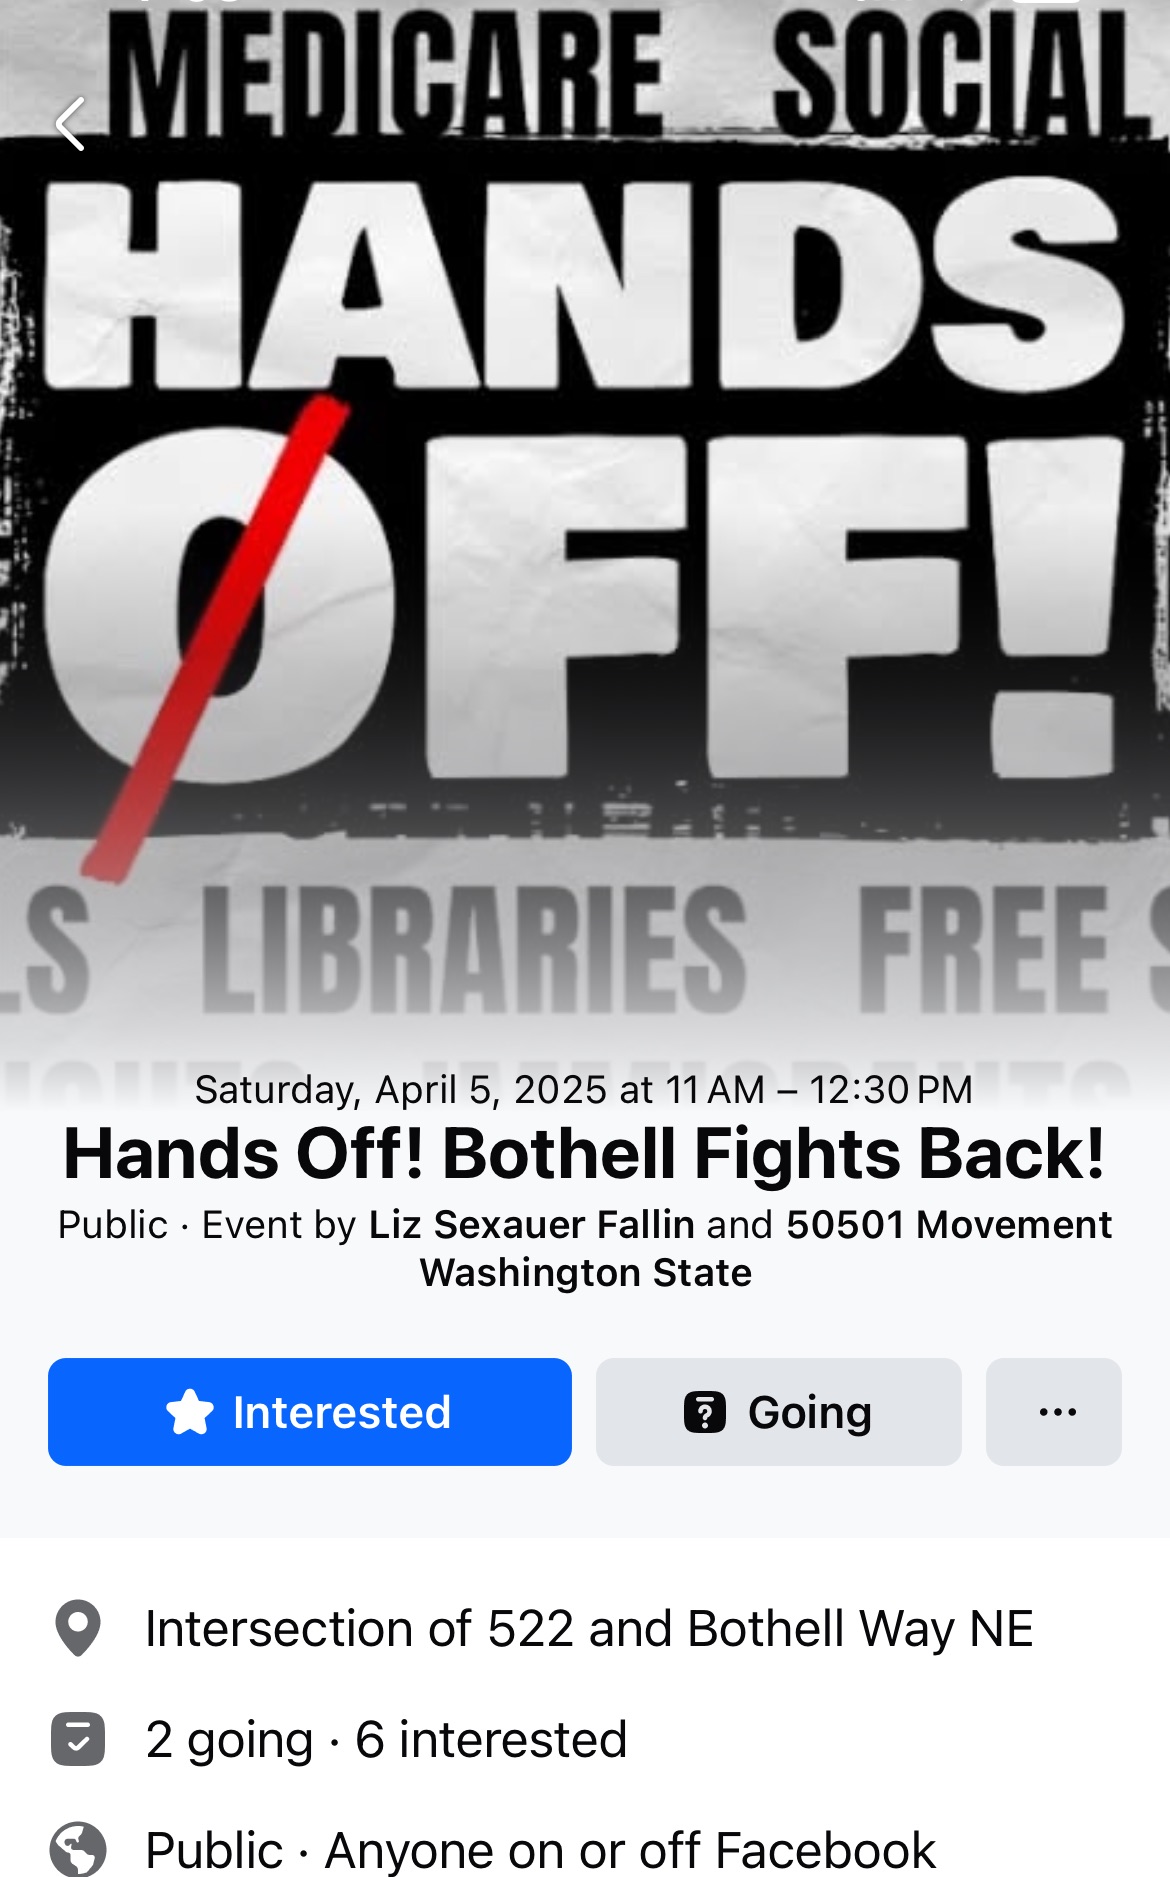 MEDICARE SOCIAL
HANDS
OFF!
LS LIBRARIES FREE S
Saturday, April 5, 2025 at 11 AM – 12:30 PM
Hands Off! Bothell Fights Back!
Public · Event by Liz Sexauer Fallin and 50501 Movement
Washington State
Interested
Going
Intersection of 522 and Bothell Way NE
2 going · 6 interested
Public · Anyone on or off Facebook